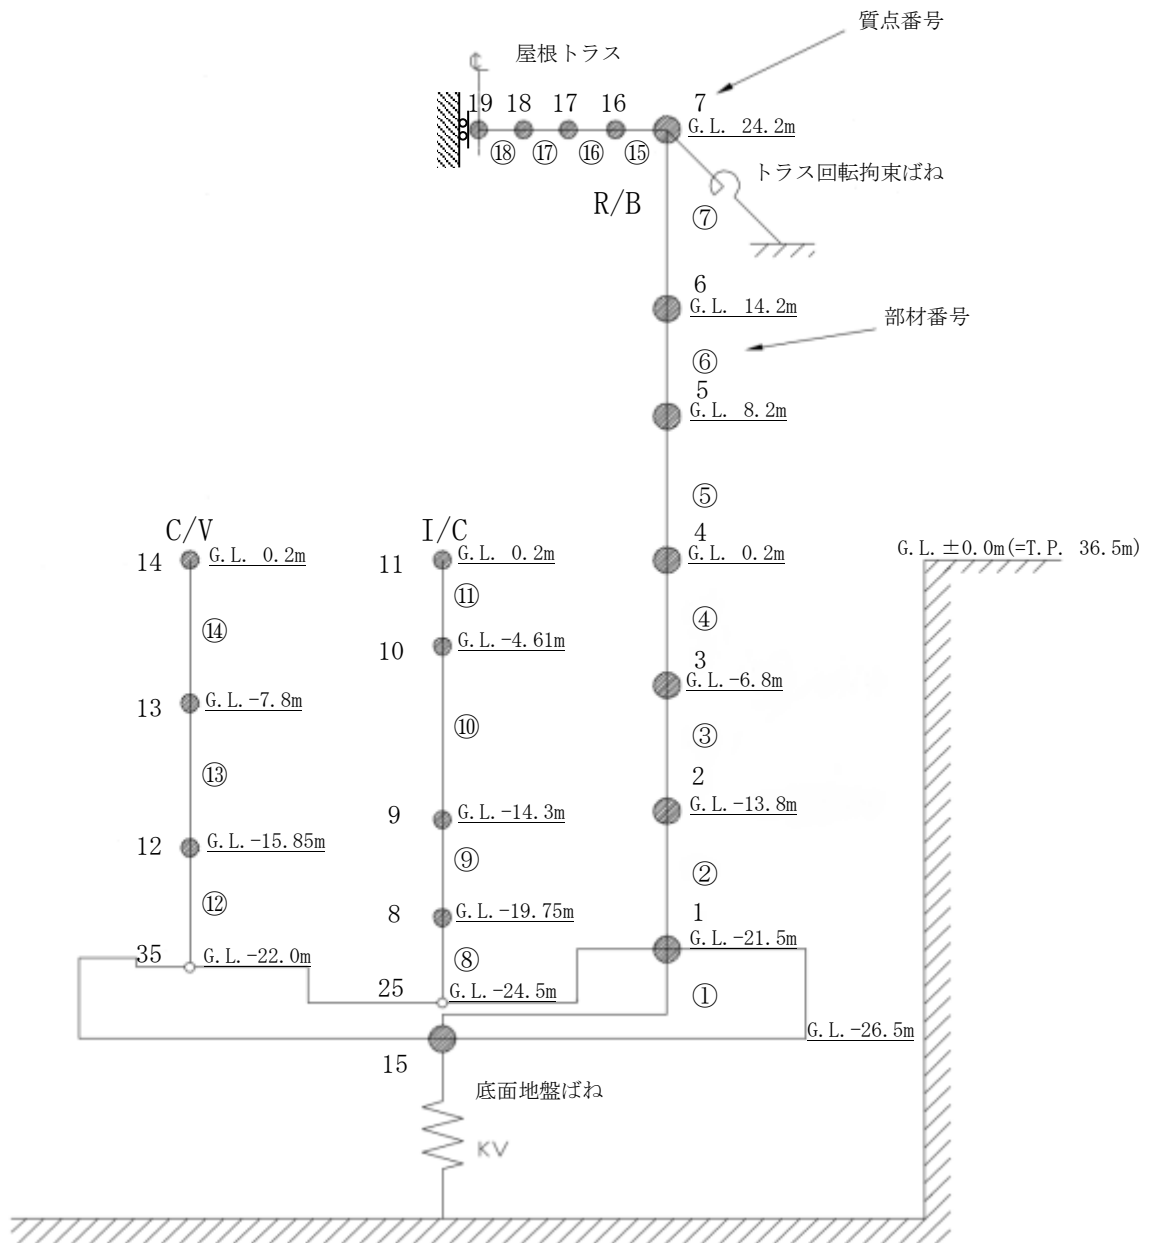 質点番号
屋根トラス
℄
19 18 17 16 7
G.L. 24.2m
⑱ ⑰ ⑯ ⑮
トラス回転拘束ばね
R/B
⑦
6
G.L. 14.2m
部材番号
⑥
5
G.L. 8.2m
⑤
C/V
I/C
4
14
G.L. 0.2m
11
G.L. 0.2m
G.L. 0.2m
G.L.±0.0m(=T.P. 36.5m)
⑪
④
⑭
10
G.L.-4.61m
3
G.L.-6.8m
13
G.L.-7.8m
⑩
③
⑬
2
G.L.-13.8m
9
G.L.-14.3m
12
G.L.-15.85m
⑨
②
⑫
8
G.L.-19.75m
1
G.L.-21.5m
35
G.L.-22.0m
⑧
25
G.L.-24.5m
①
G.L.-26.5m
15
底面地盤ばね
KV